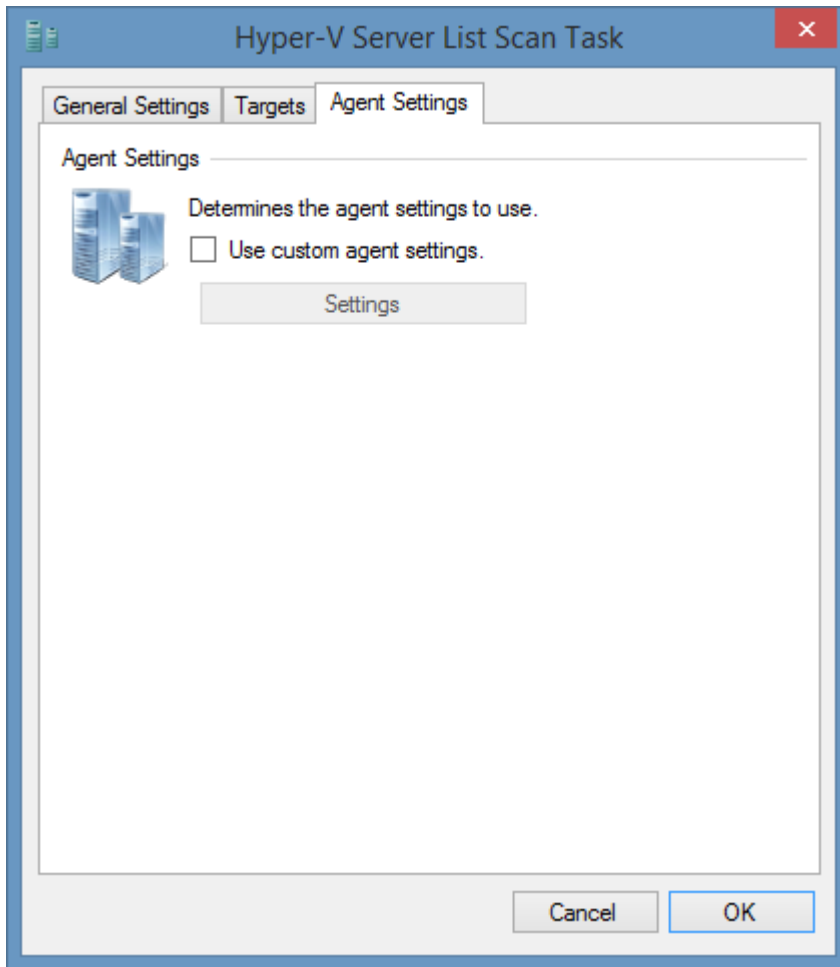 Hyper-V Server List Scan Task
General Settings Targets Agent Settings
Agent Settings
Determines the agent settings to use.
Use custom agent settings.
Settings
Cancel OK